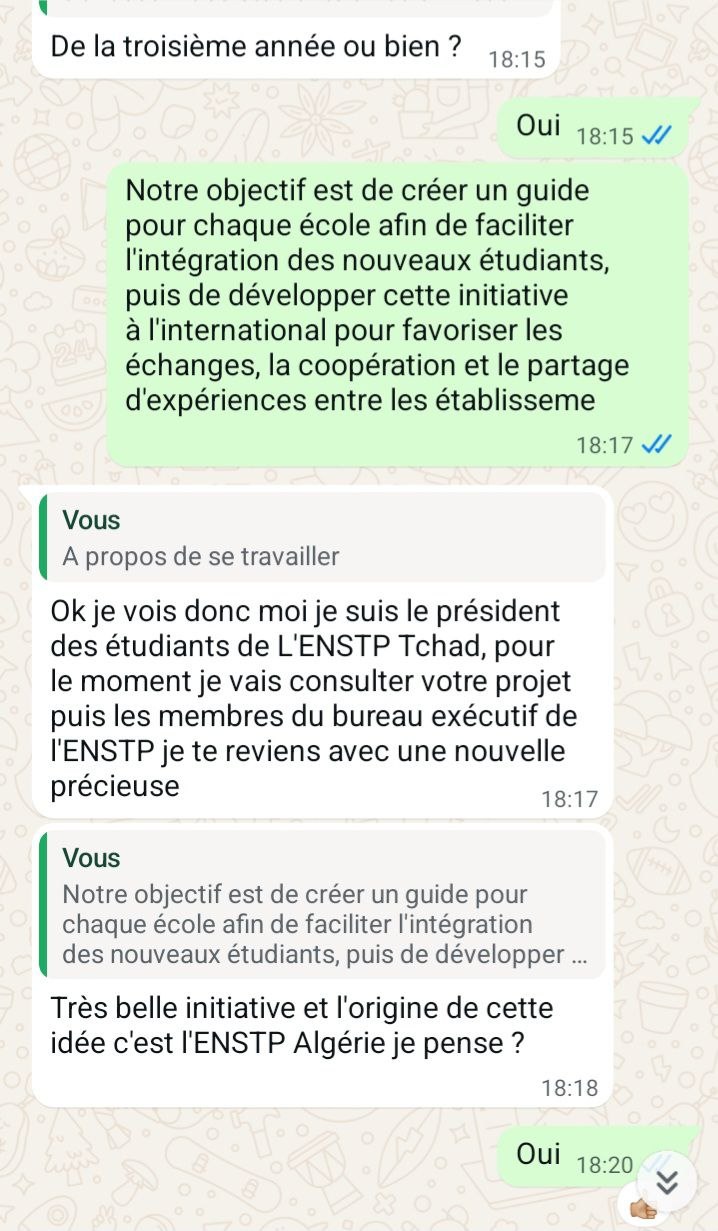 De la troisième année ou bien ?
18:15
Oui
18:15
Notre objectif est de créer un guide
pour chaque école afin de faciliter
l'intégration des nouveaux étudiants,
puis de développer cette initiative
à l'international pour favoriser les
échanges, la coopération et le partage
d'expériences entre les établisseme
18:17
Vous
A propos de se travailler
Ok je vois donc moi je suis le président
des étudiants de L'ENSTP Tchad, pour
le moment je vais consulter votre projet
puis les membres du bureau exécutif de
l'ENSTP je te reviens avec une nouvelle
précieuse
18:17
Vous
Notre objectif est de créer un guide pour
chaque école afin de faciliter l'intégration
des nouveaux étudiants, puis de développer ...
Très belle initiative et l'origine de cette
idée c'est l'ENSTP Algérie je pense ?
18:18
Oui
18:20